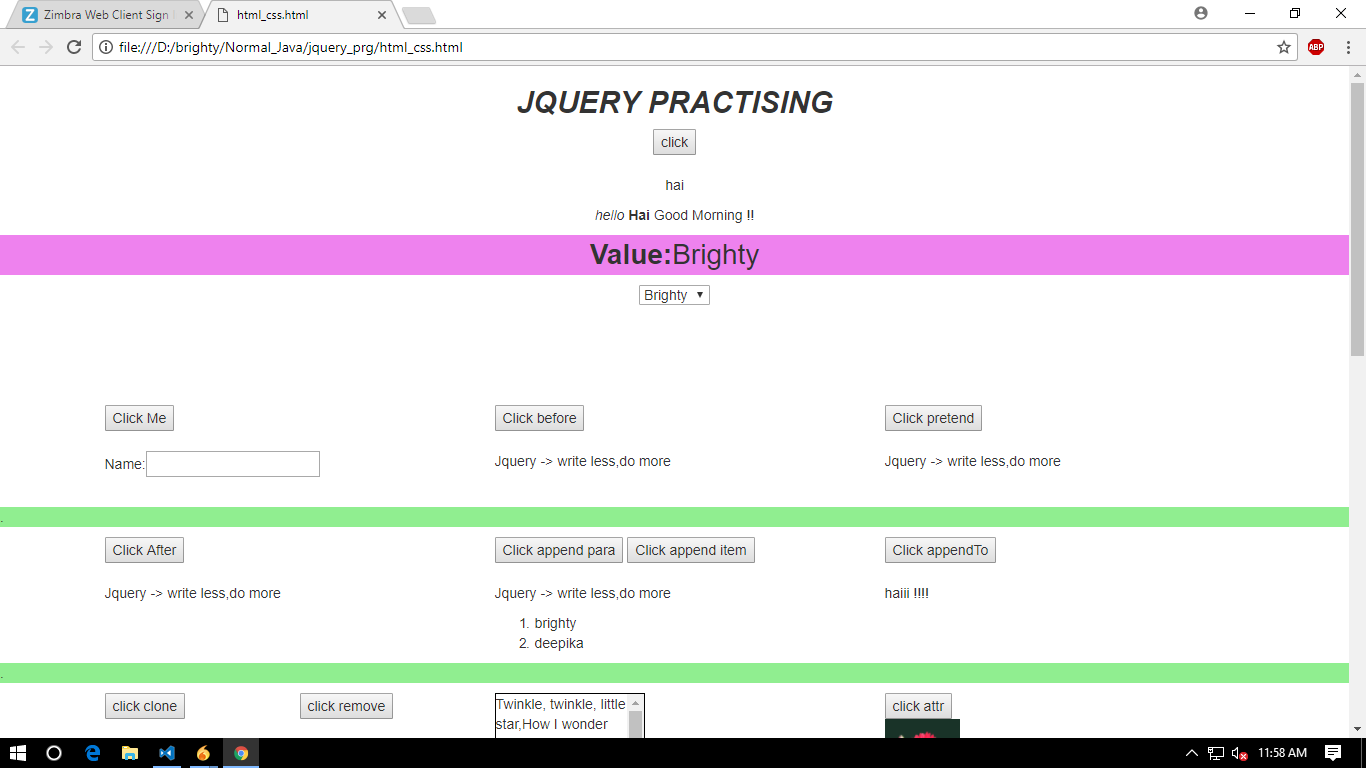 Zimbra Web Client Sign
html_css.html
file:///D:/brighty/Normal_Java/jquery_prg/html_css.html
ABP
JQUERY PRACTISING
click
hai
hello Hai Good Morning !!
Value:Brighty
Brighty
Click Me Click before Click pretend
Name: Jquery -> write less,do more Jquery -> write less,do more
.
Click After Click append para Click append item Click appendTo
Jquery -> write less,do more Jquery -> write less,do more haiii !!!!
1. brighty
2. deepika
.
click clone click remove Twinkle, twinkle, little click attr
star,How I wonder
11:58 AM